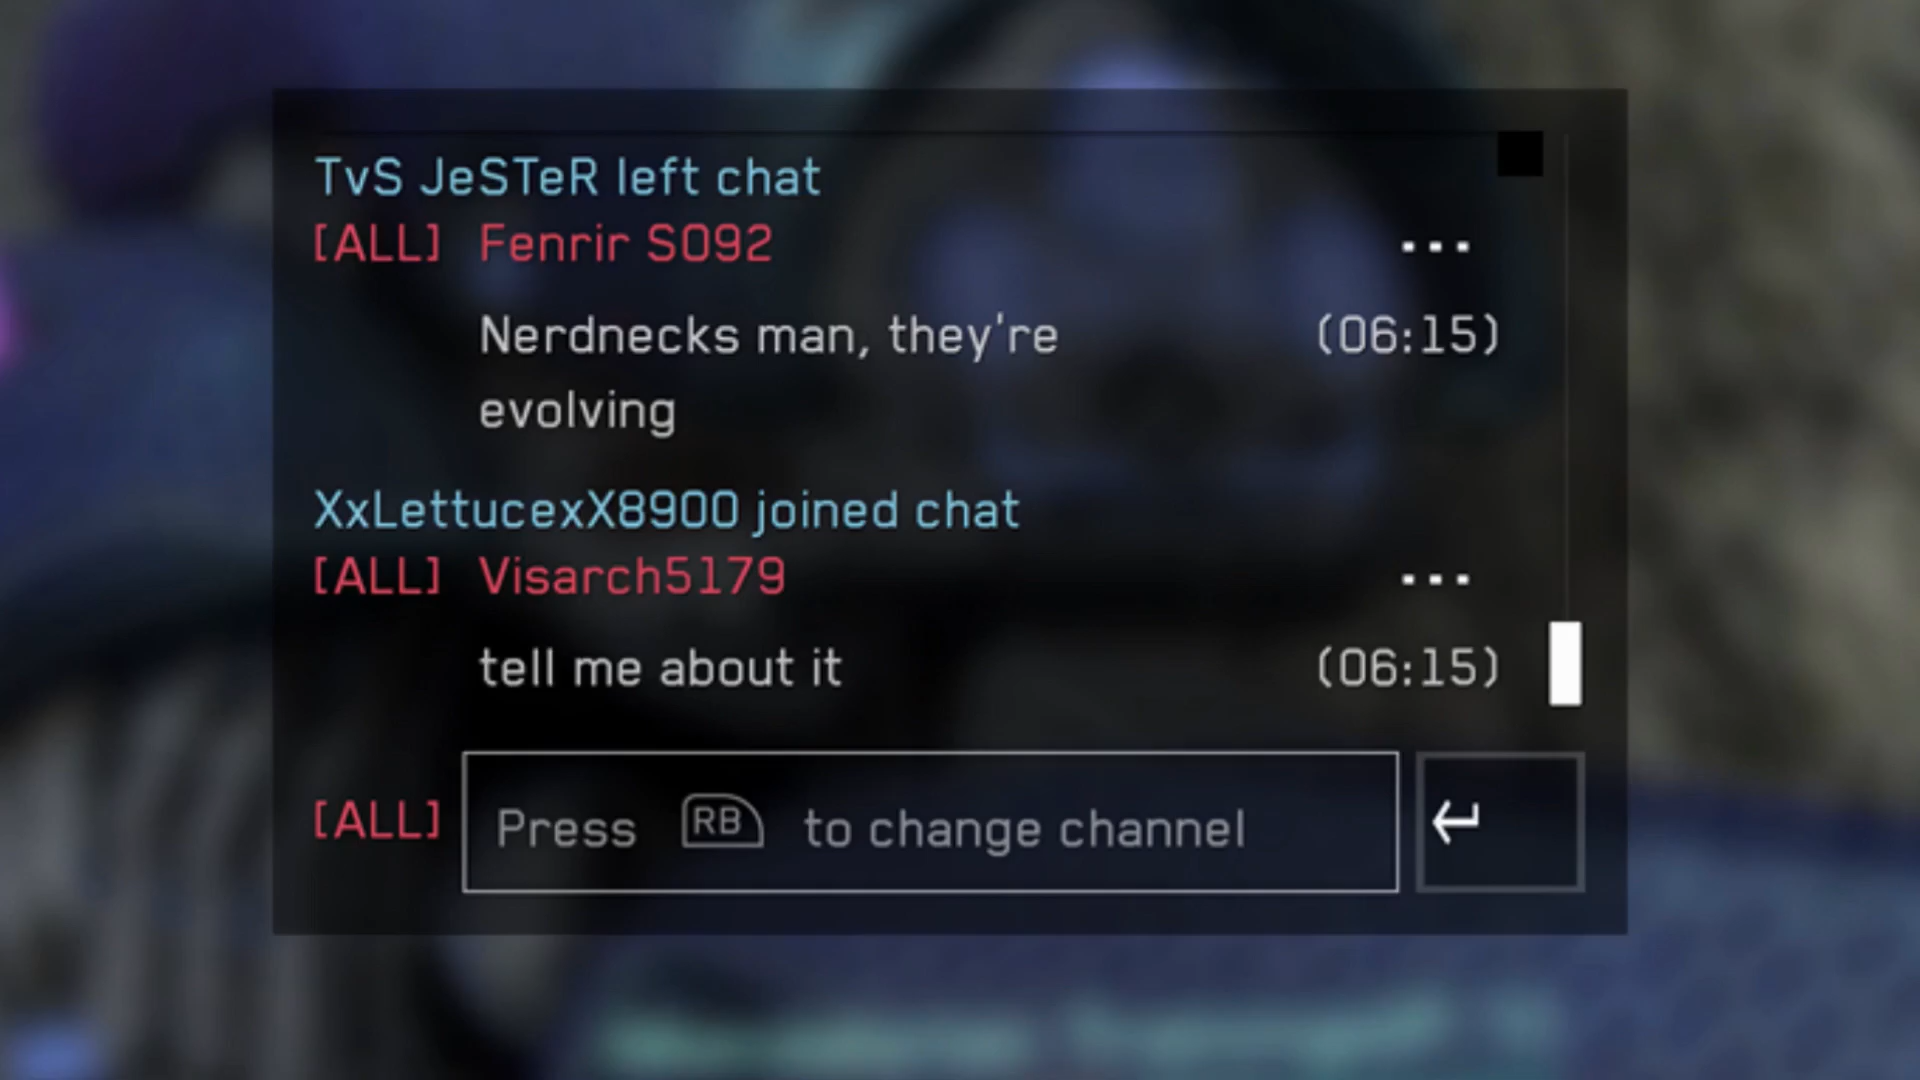 TvS JeSTeR left chat
[ALL] Fenrir S092 ...
Nerdnecks man, they're (06:15)
evolving
XxLettucexX8900 joined chat
[ALL] Visarch5179 ...
tell me about it (06:15)
[ALL] Press RB to change channel